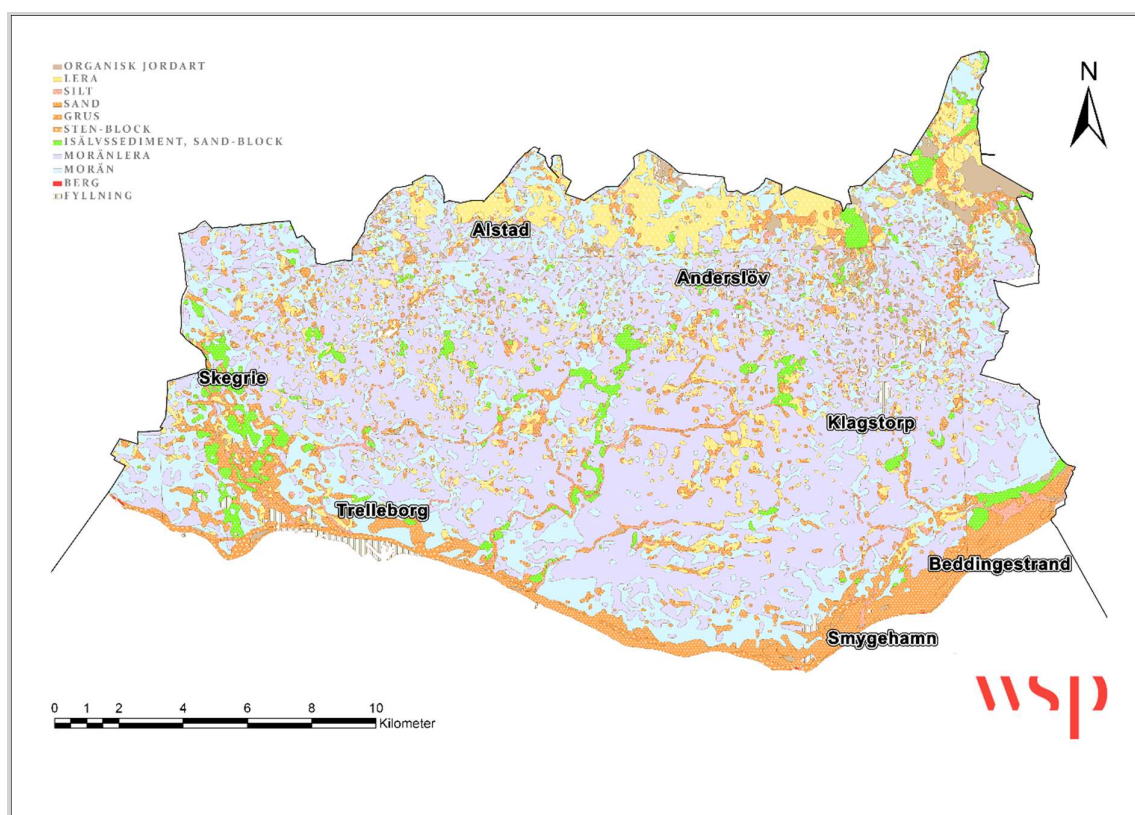 ORGANISK JORDART
LERA
SILT
SAND
GRUS
STEN-BLOCK
ISÄLVSSEDIMENT, SAND-BLOCK
MORÄNLERA
MORÄN
BERG
FYLLNING
N
Alstad
Anderslöv
Skegrie
Klagstorp
Trelleborg
Beddingestrand
Smygehamn
wsp
0 1 2 4 6 8 10
Kilometer